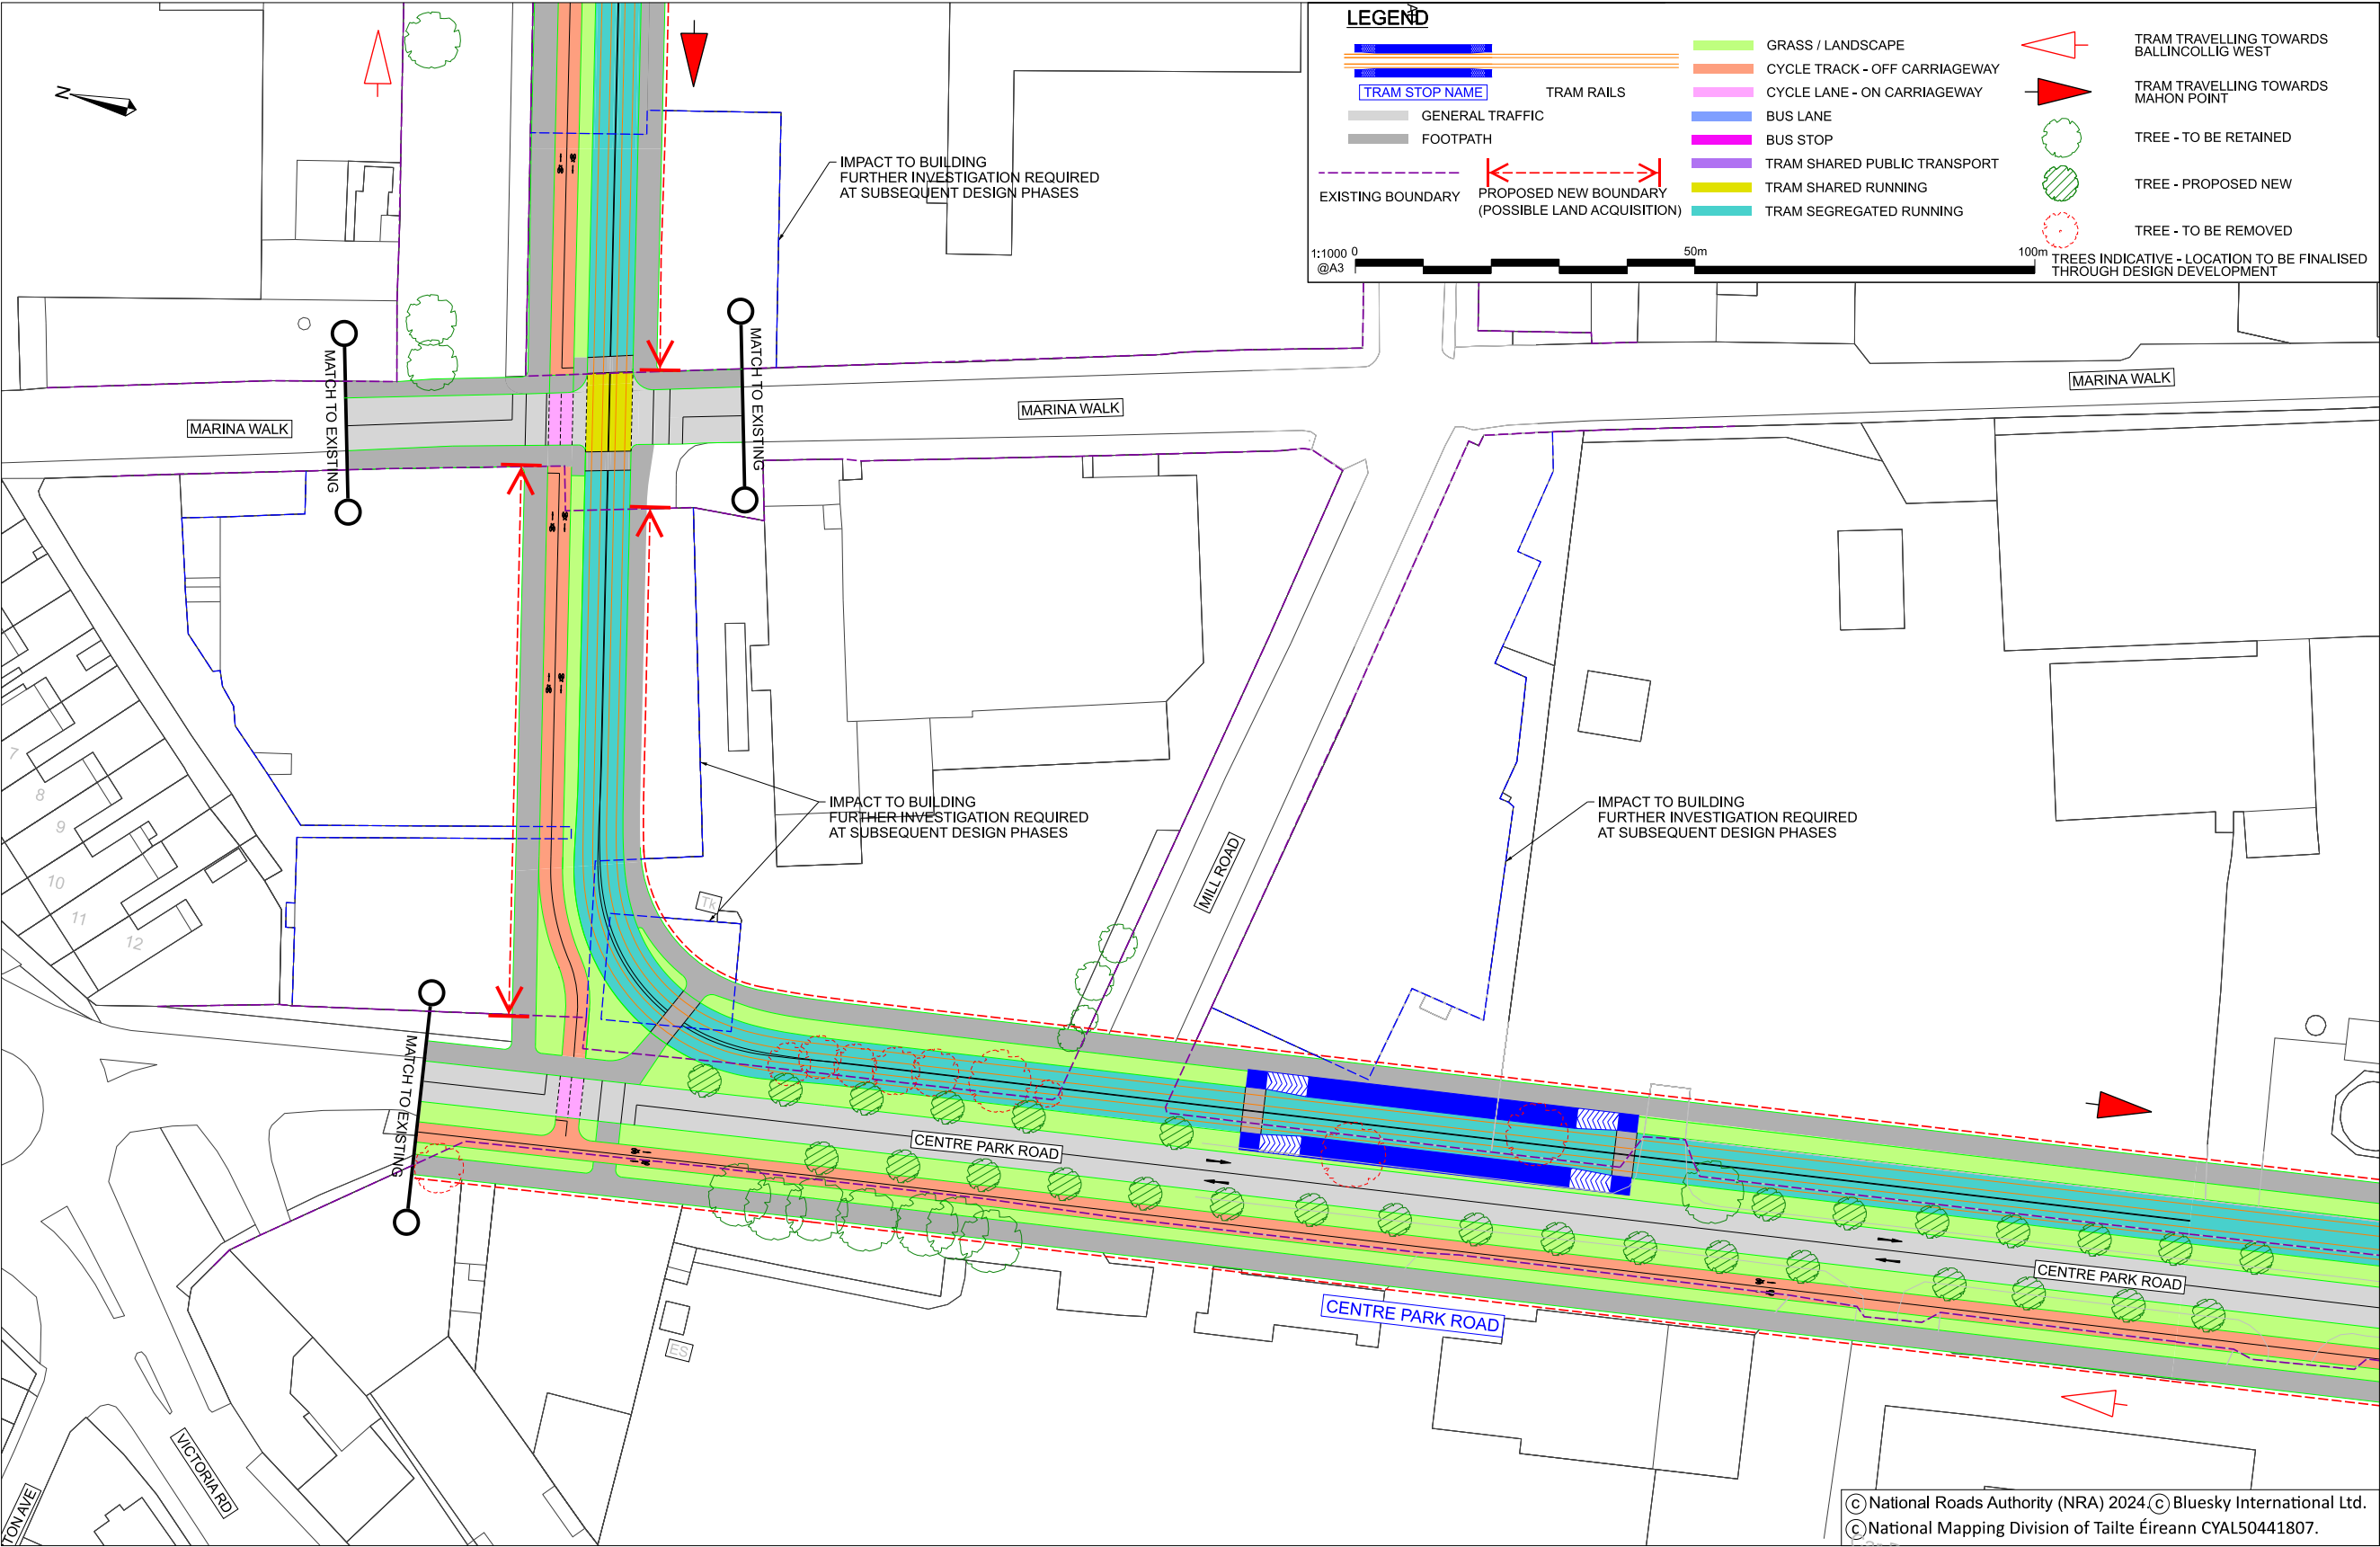 LEGEND
TRAM STOP NAME
TRAM RAILS
GENERAL TRAFFIC
FOOTPATH
EXISTING BOUNDARY
PROPOSED NEW BOUNDARY
(POSSIBLE LAND ACQUISITION)
GRASS / LANDSCAPE
CYCLE TRACK - OFF CARRIAGEWAY
CYCLE LANE - ON CARRIAGEWAY
BUS LANE
BUS STOP
TRAM SHARED PUBLIC TRANSPORT
TRAM SHARED RUNNING
TRAM SEGREGATED RUNNING
TRAM TRAVELLING TOWARDS
BALLINCOLLIG WEST
TRAM TRAVELLING TOWARDS
MAHON POINT
TREE - TO BE RETAINED
TREE - PROPOSED NEW
TREE - TO BE REMOVED
TREES INDICATIVE - LOCATION TO BE FINALISED
THROUGH DESIGN DEVELOPMENT
1:1000
@A3
0
50m
100m
N
IMPACT TO BUILDING
FURTHER INVESTIGATION REQUIRED
AT SUBSEQUENT DESIGN PHASES
MATCH TO EXISTING
MATCH TO EXISTING
MARINA WALK
MARINA WALK
MARINA WALK
IMPACT TO BUILDING
FURTHER INVESTIGATION REQUIRED
AT SUBSEQUENT DESIGN PHASES
IMPACT TO BUILDING
FURTHER INVESTIGATION REQUIRED
AT SUBSEQUENT DESIGN PHASES
MILL ROAD
7
8
9
10
11
12
Tk
MATCH TO EXISTING
CENTRE PARK ROAD
CENTRE PARK ROAD
CENTRE PARK ROAD
ES
VICTORIA RD
TON AVE
© National Roads Authority (NRA) 2024. © Bluesky International Ltd.
© National Mapping Division of Tailte Éireann CYAL50441807.